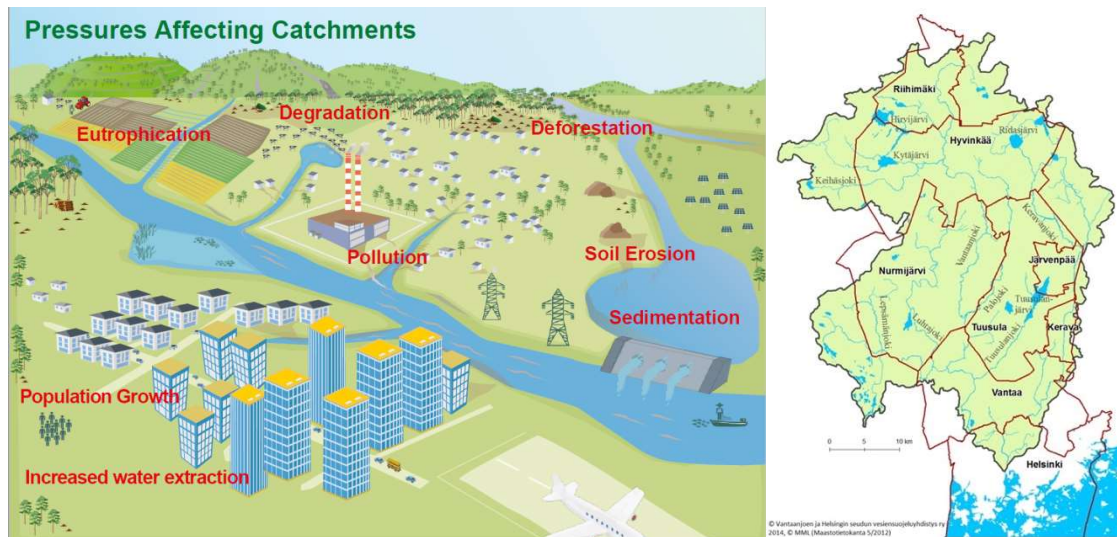 Pressures Affecting Catchments
Eutrophication
Degradation
Deforestation
Pollution
Soil Erosion
Sedimentation
Population Growth
Increased water extraction
Riihimäki
Hirvijärvi
Hyvinkää
Ridasjärvi
Kytäjärvi
Keihäsjoki
Keravanjoki
Vantaanjoki
Järvenpää
Nurmijärvi
Palojoki
Tuusulan-
järvi
Lepsämänjoki
Luhtajoki
Tuusula
Kerava
Tuusulanjoki
Vantaa
0 5 10 km
Helsinki
© Vantaanjoen ja Helsingin seudun vesiensuojeluyhdistys ry
2014, © MML (Maastotietokanta 5/2012)